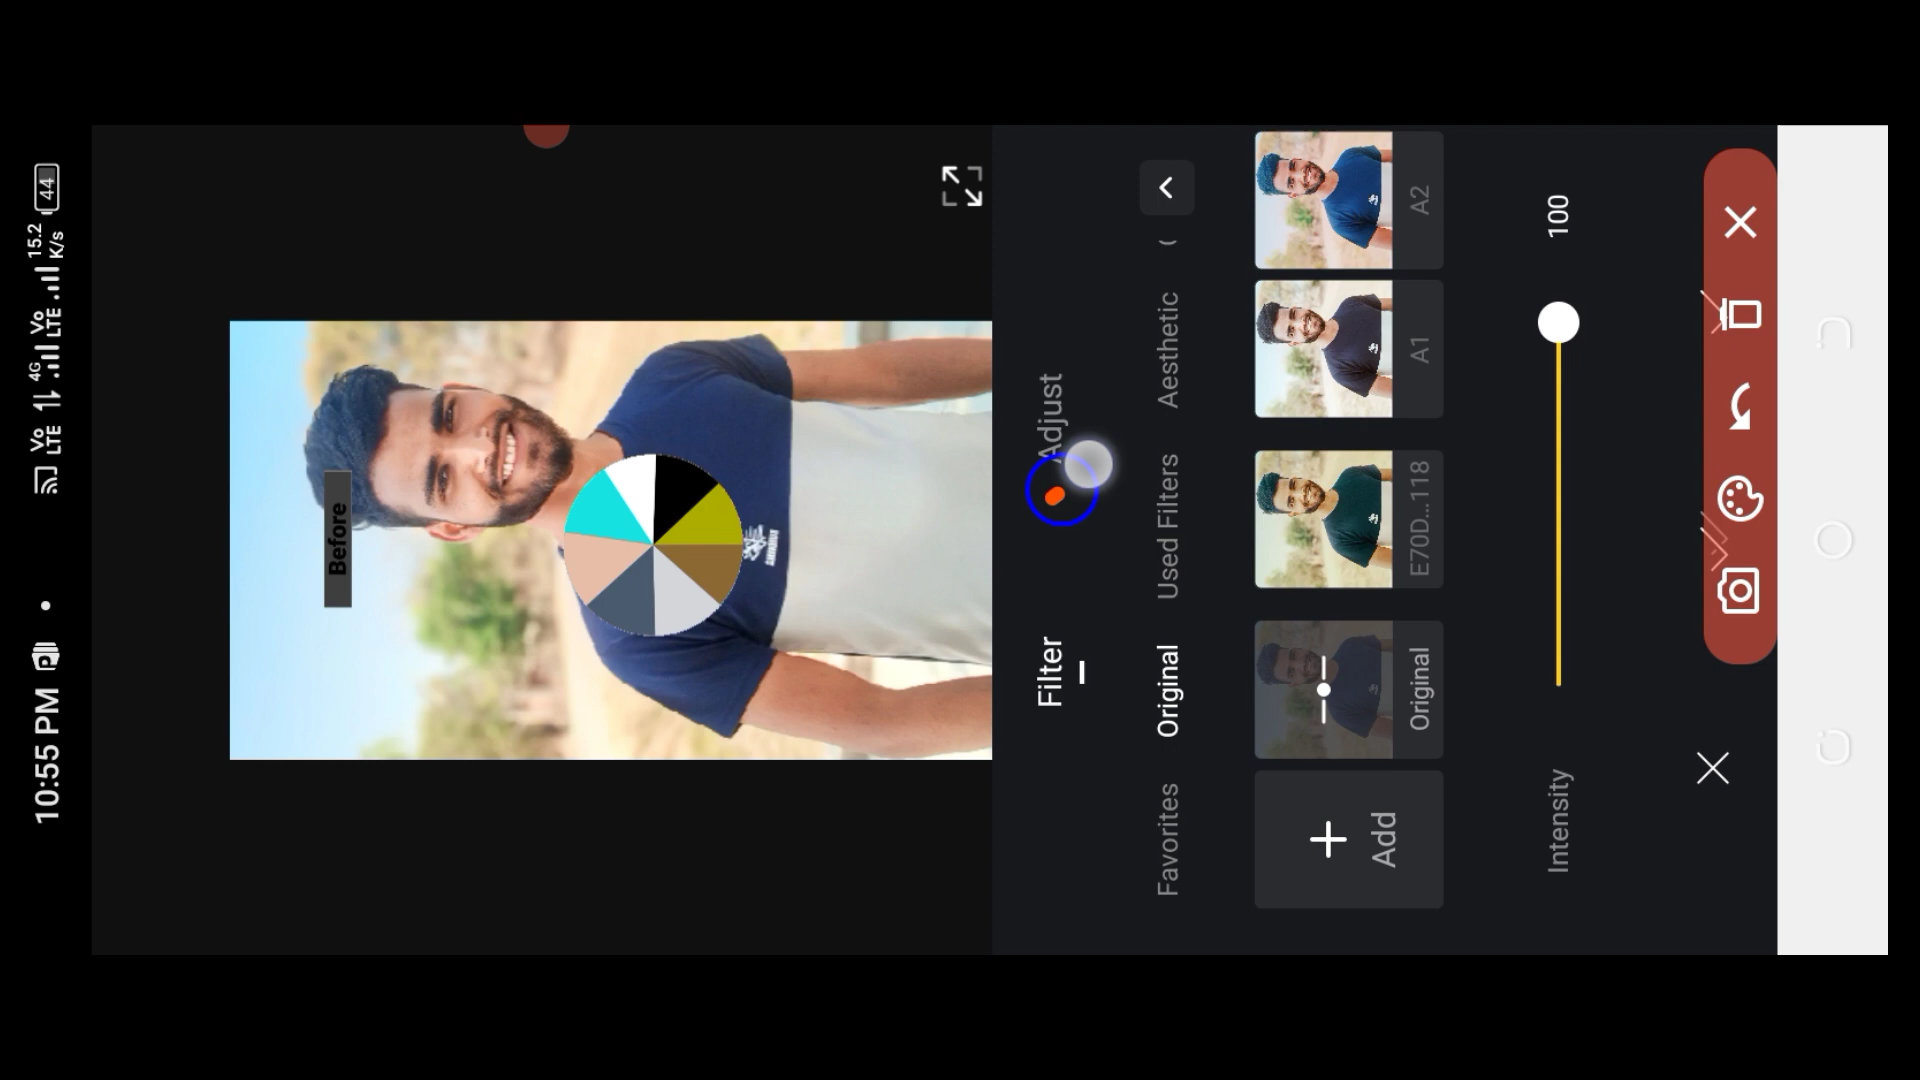 10:55 PM
Vo LTE
4G
Vo LTE
15.2 K/s
44
Before
Filter
Adjust
Favorites
Original
Used Filters
Aesthetic
Add
Original
E70D...118
A1
A2
Intensity
100